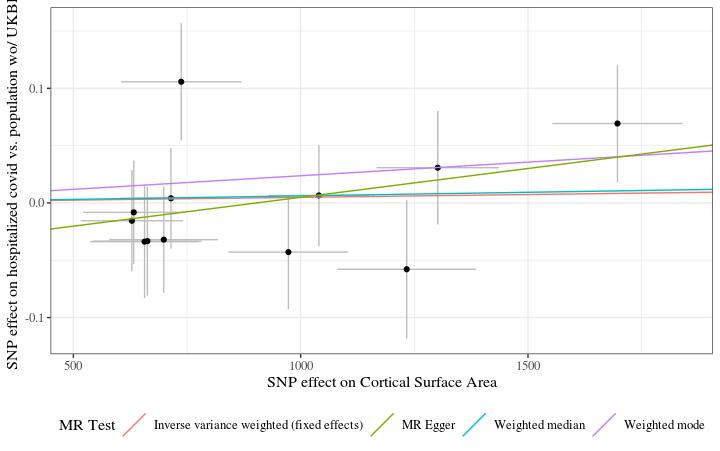 SNP effect on hospitalized covid vs. population wo/
0.1
0.0
-0.1
500
1000
1500
SNP effect on Cortical Surface Area
MR Test
Inverse variance weighted (fixed effects)
MR Egger
Weighted median
Weighted mode